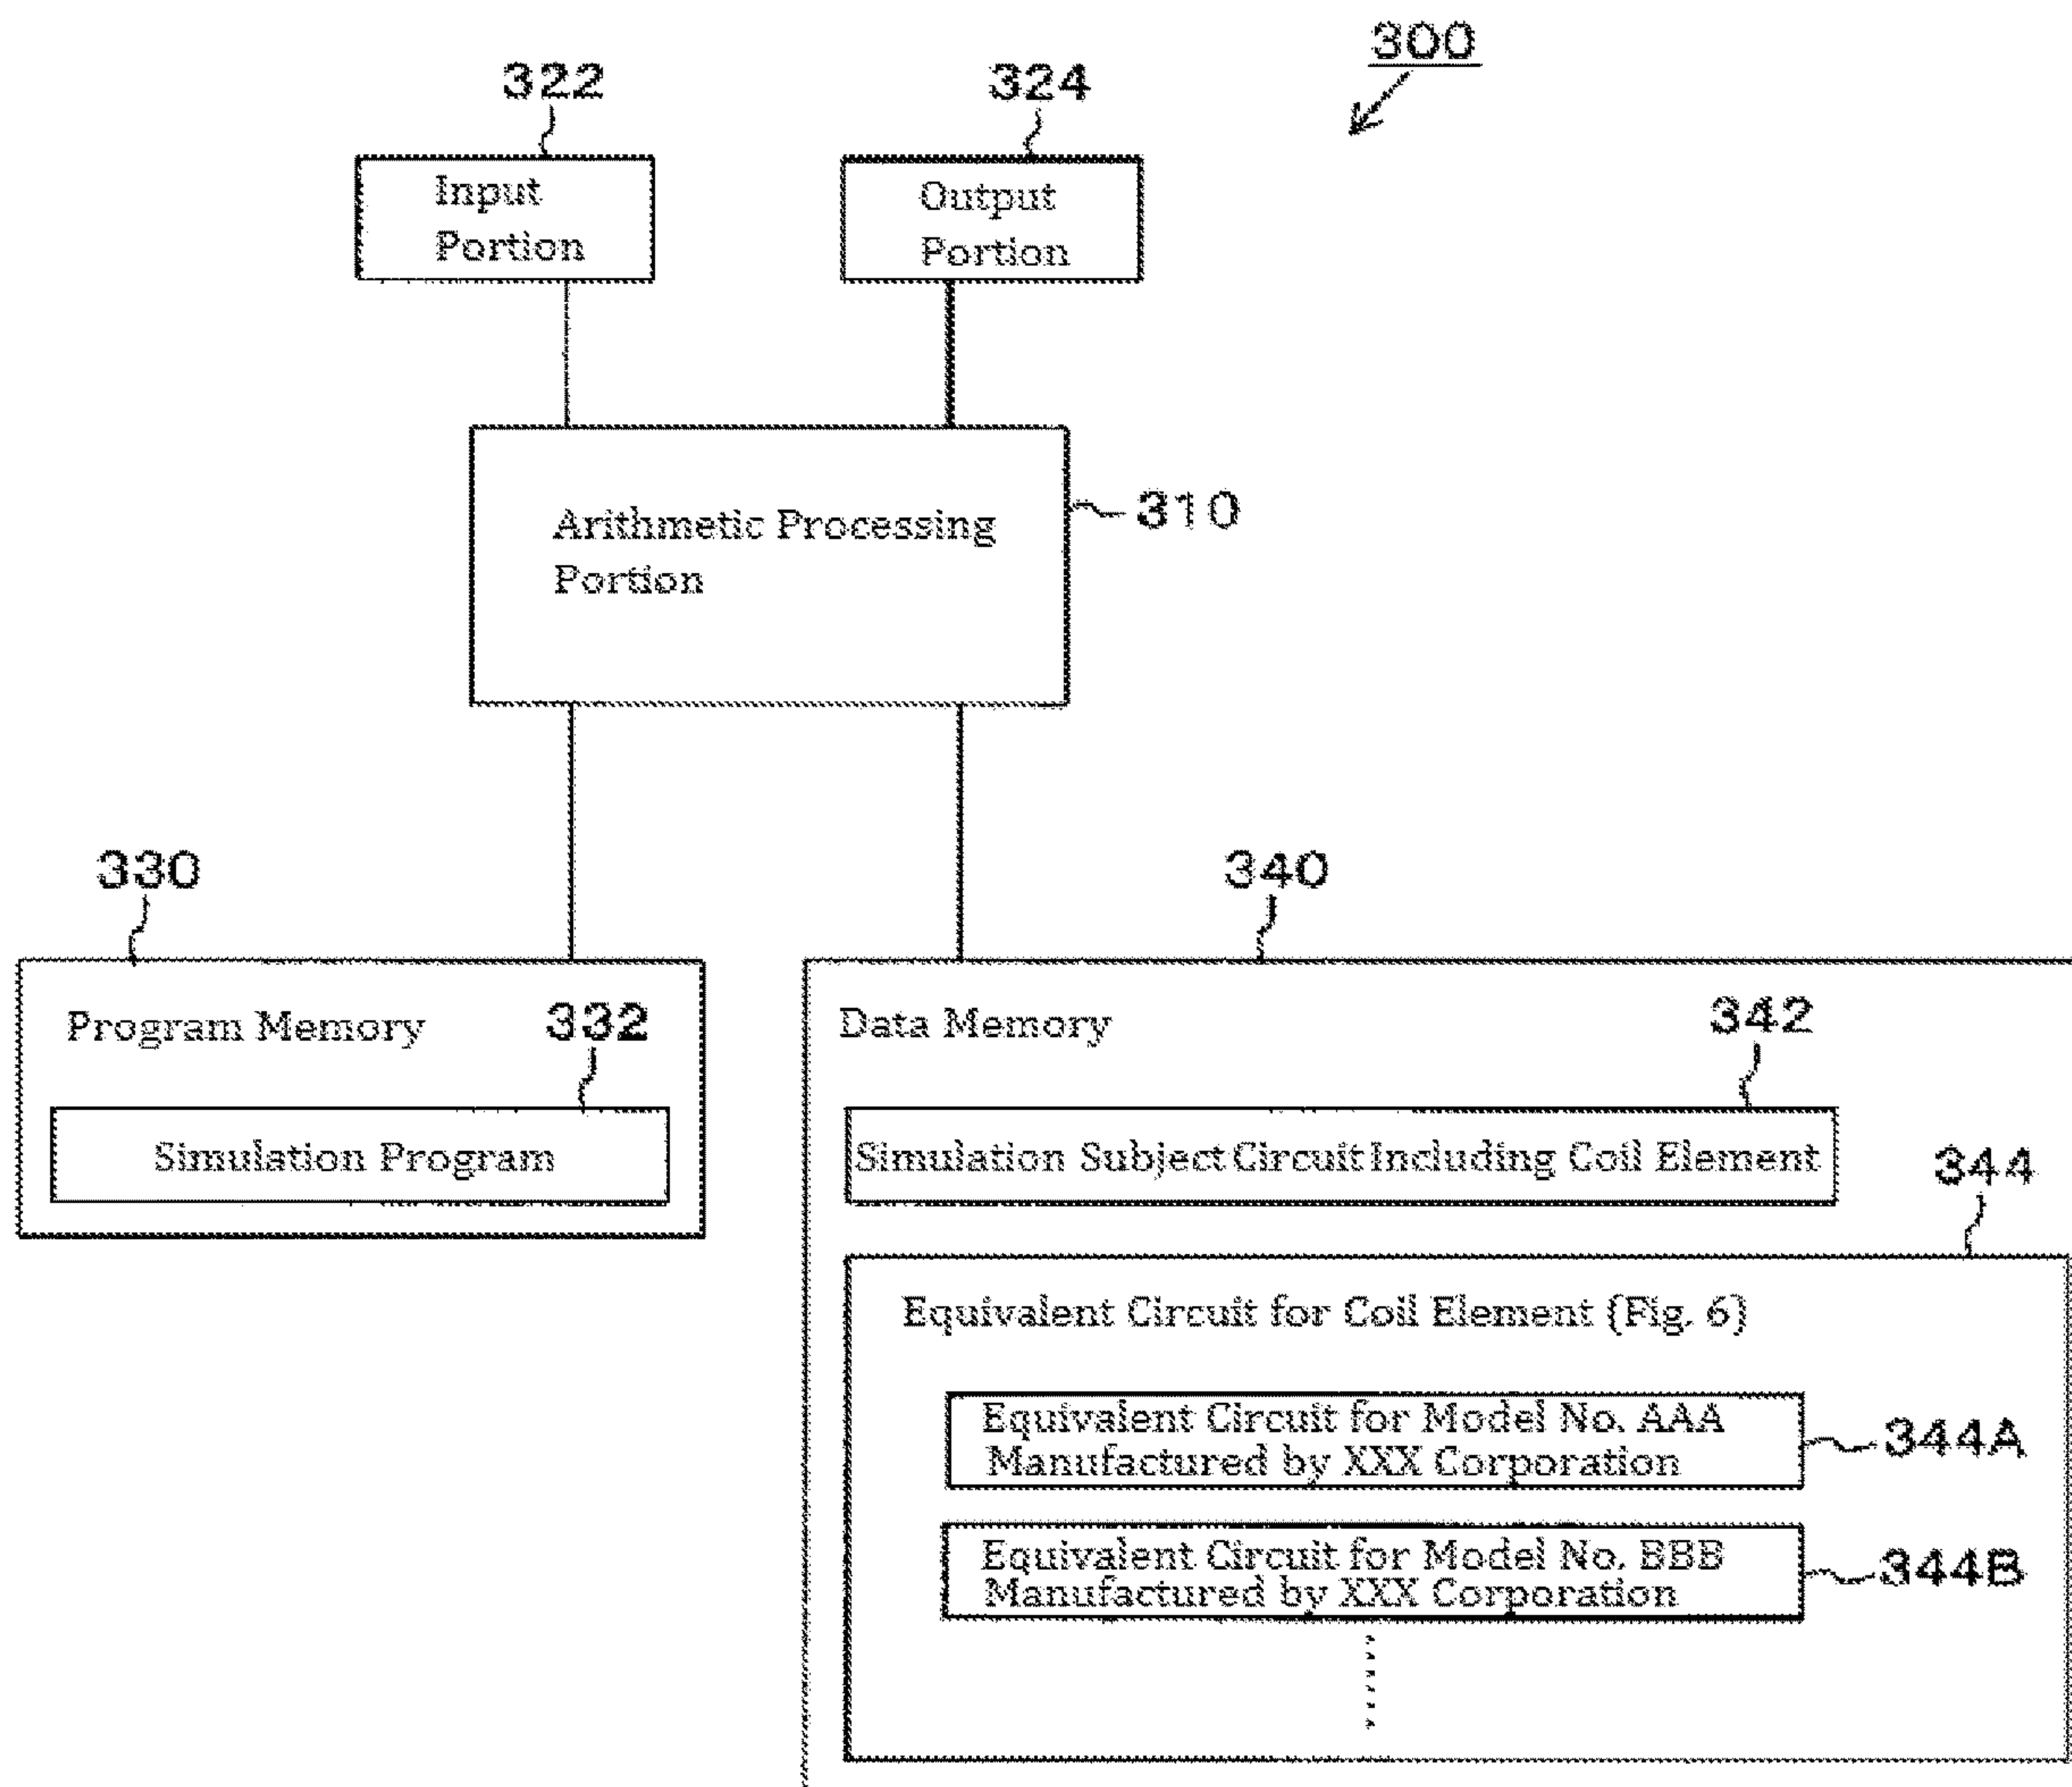 300
322
324
Input
Portion
Output
Portion
Arithmetic Processing
Portion
310
330
340
Program Memory
332
Simulation Program
Data Memory
342
Simulation Subject Circuit Including Coil Element
344
Equivalent Circuit for Coil Element (Fig. 6)
Equivalent Circuit for Model No. AAA
Manufactured by XXX Corporation
344A
Equivalent Circuit for Model No. BBB
Manufactured by XXX Corporation
344B